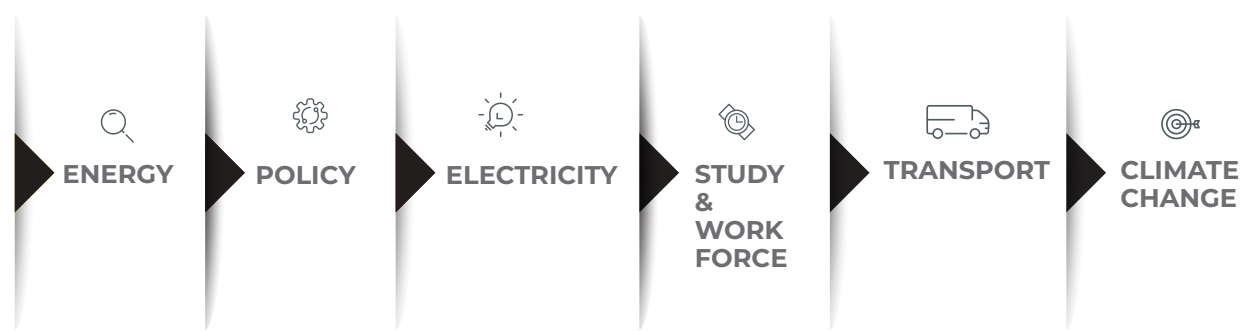 ENERGY
POLICY
ELECTRICITY
STUDY
&
WORK
FORCE
TRANSPORT
CLIMATE
CHANGE